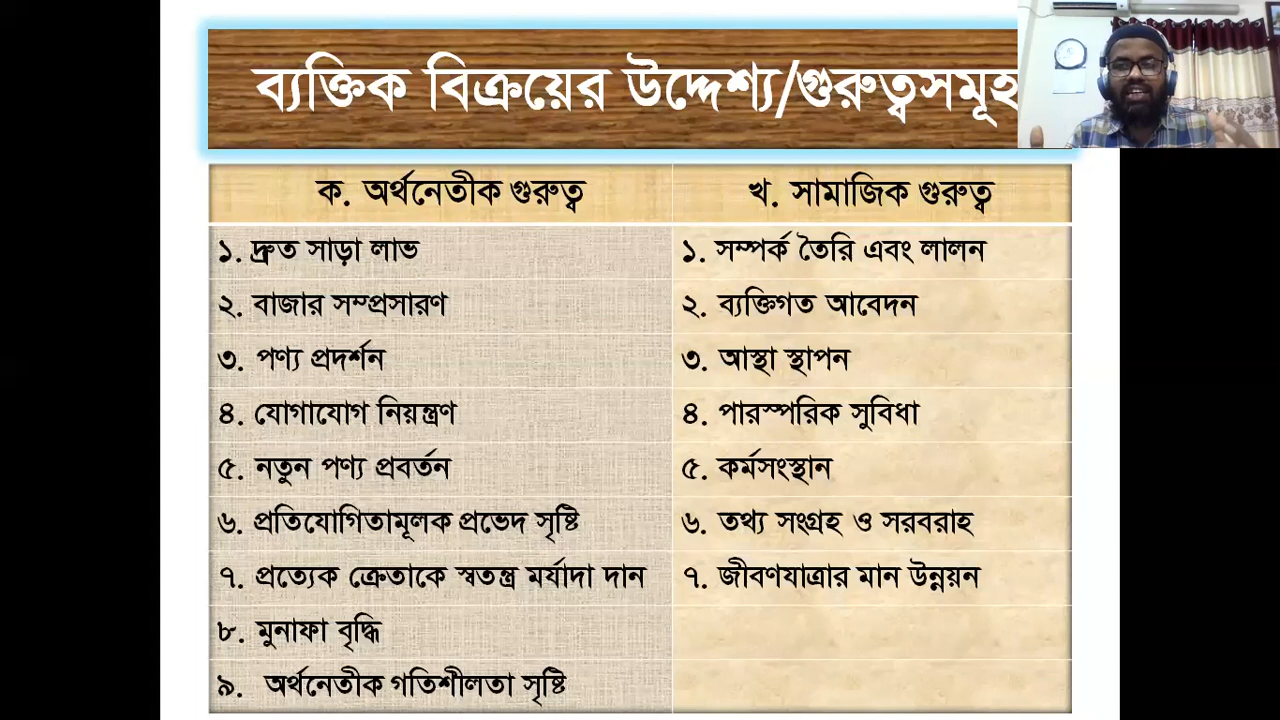 ব্যক্তিক বিক্রয়ের উদ্দেশ্য/গুরুত্বসমূহ
ক. অর্থনেতীক গুরুত্ব
খ. সামাজিক গুরুত্ব
১. দ্রুত সাড়া লাভ
১. সম্পর্ক তৈরি এবং লালন
২. বাজার সম্প্রসারণ
২. ব্যক্তিগত আবেদন
৩. পণ্য প্রদর্শন
৩. আস্থা স্থাপন
৪. যোগাযোগ নিয়ন্ত্রণ
৪. পারস্পরিক সুবিধা
৫. নতুন পণ্য প্রবর্তন
৫. কর্মসংস্থান
৬. প্রতিযোগিতামূলক প্রভেদ সৃষ্টি
৬. তথ্য সংগ্রহ ও সরবরাহ
৭. প্রত্যেক ক্রেতাকে স্বতন্ত্র মর্যাদা দান
৭. জীবণযাত্রার মান উন্নয়ন
৮. মুনাফা বৃদ্ধি
৯. অর্থনেতীক গতিশীলতা সৃষ্টি